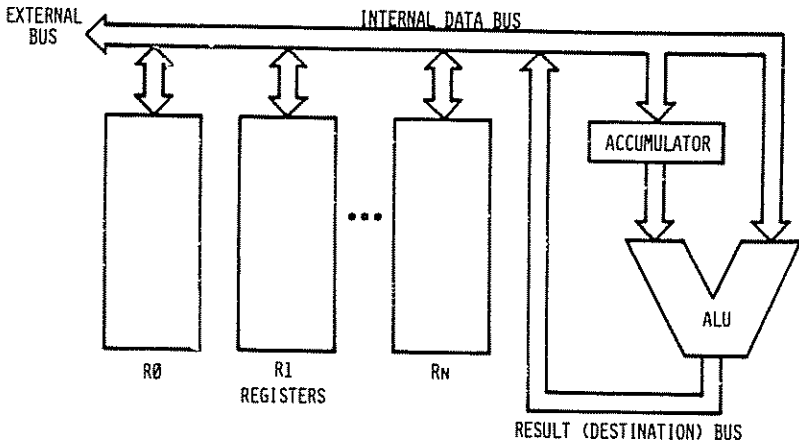 EXTERNAL
BUS
INTERNAL DATA BUS
ACCUMULATOR
ALU
RØ
R1
RN
REGISTERS
RESULT (DESTINATION) BUS